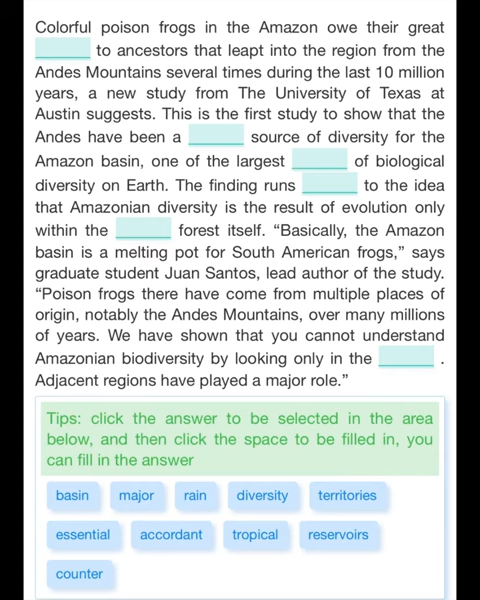 Colorful poison frogs in the Amazon owe their great
to ancestors that leapt into the region from the
Andes Mountains several times during the last 10 million
years, a new study from The University of Texas at
Austin suggests. This is the first study to show that the
Andes have been a source of diversity for the
Amazon basin, one of the largest of biological
diversity on Earth. The finding runs to the idea
that Amazonian diversity is the result of evolution only
within the forest itself. “Basically, the Amazon
basin is a melting pot for South American frogs,” says
graduate student Juan Santos, lead author of the study.
“Poison frogs there have come from multiple places of
origin, notably the Andes Mountains, over many millions
of years. We have shown that you cannot understand
Amazonian biodiversity by looking only in the .
Adjacent regions have played a major role.”
Tips: click the answer to be selected in the area
below, and then click the space to be filled in, you
can fill in the answer
basin major rain diversity territories
essential accordant tropical reservoirs
counter